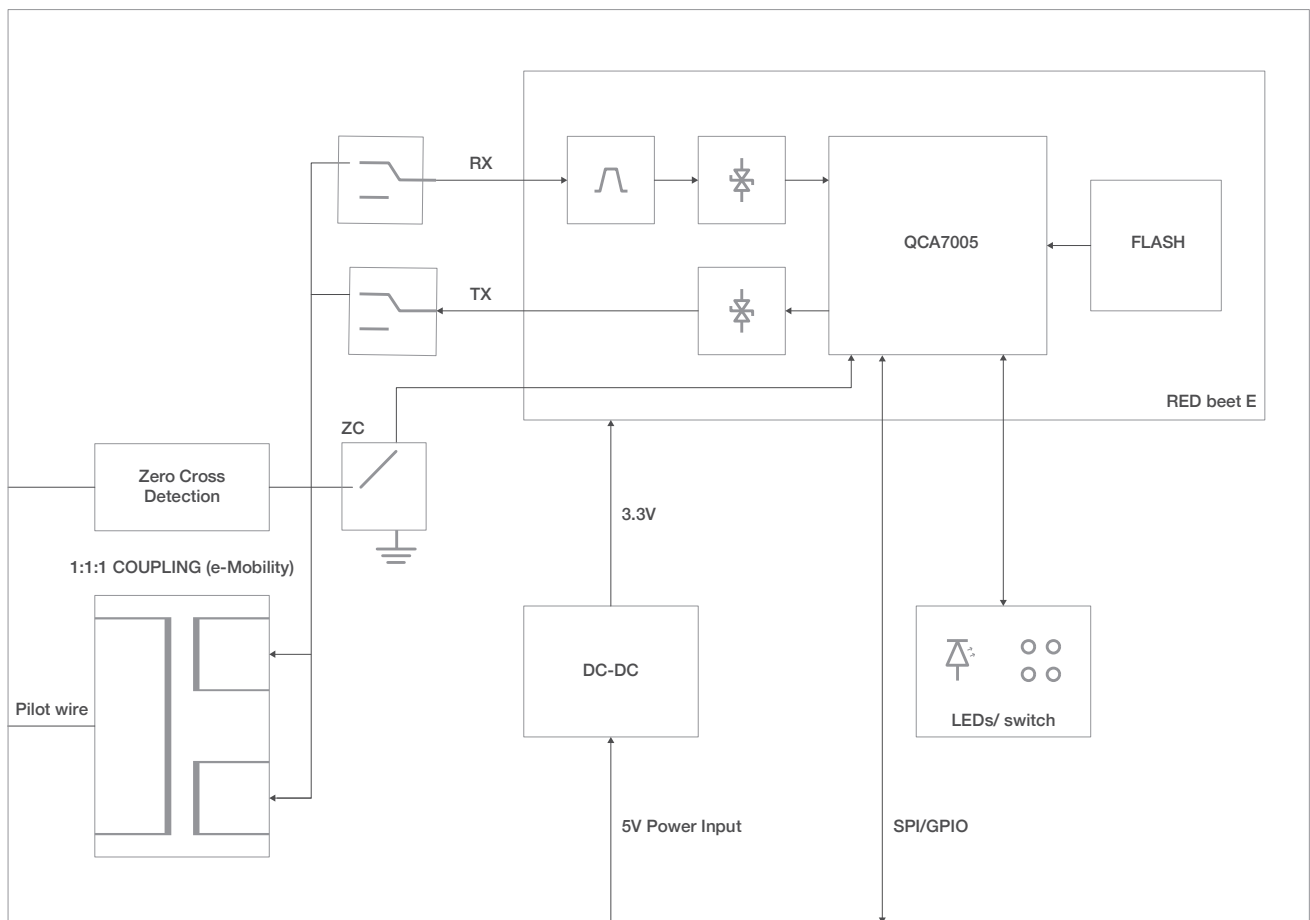 RX
QCA7005
FLASH
TX
RED beet E
ZC
Zero Cross
Detection
3.3V
1:1:1 COUPLING (e-Mobility)
DC-DC
Pilot wire
LEDs/ switch
5V Power Input
SPI/GPIO